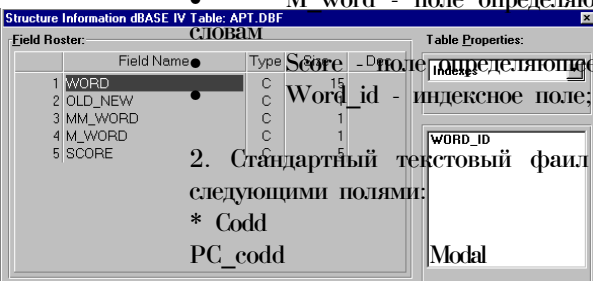 M_word - поле
Structure Information dBASE IV Table: APT.DBF
словам
Field Roster:
Table Properties:
Field Name Type Size Dec
Indexes
Score поле определяющее
1 WORD C 15
2 OLD_NEW C
Word_id - индексное поле;
3 MM_WORD C 1
4 M_WORD C 1
5 SCORE C 5
WORD_ID
2. Стандартный текстовый фаил
следующими полями:
* Codd
PC_codd
Modal